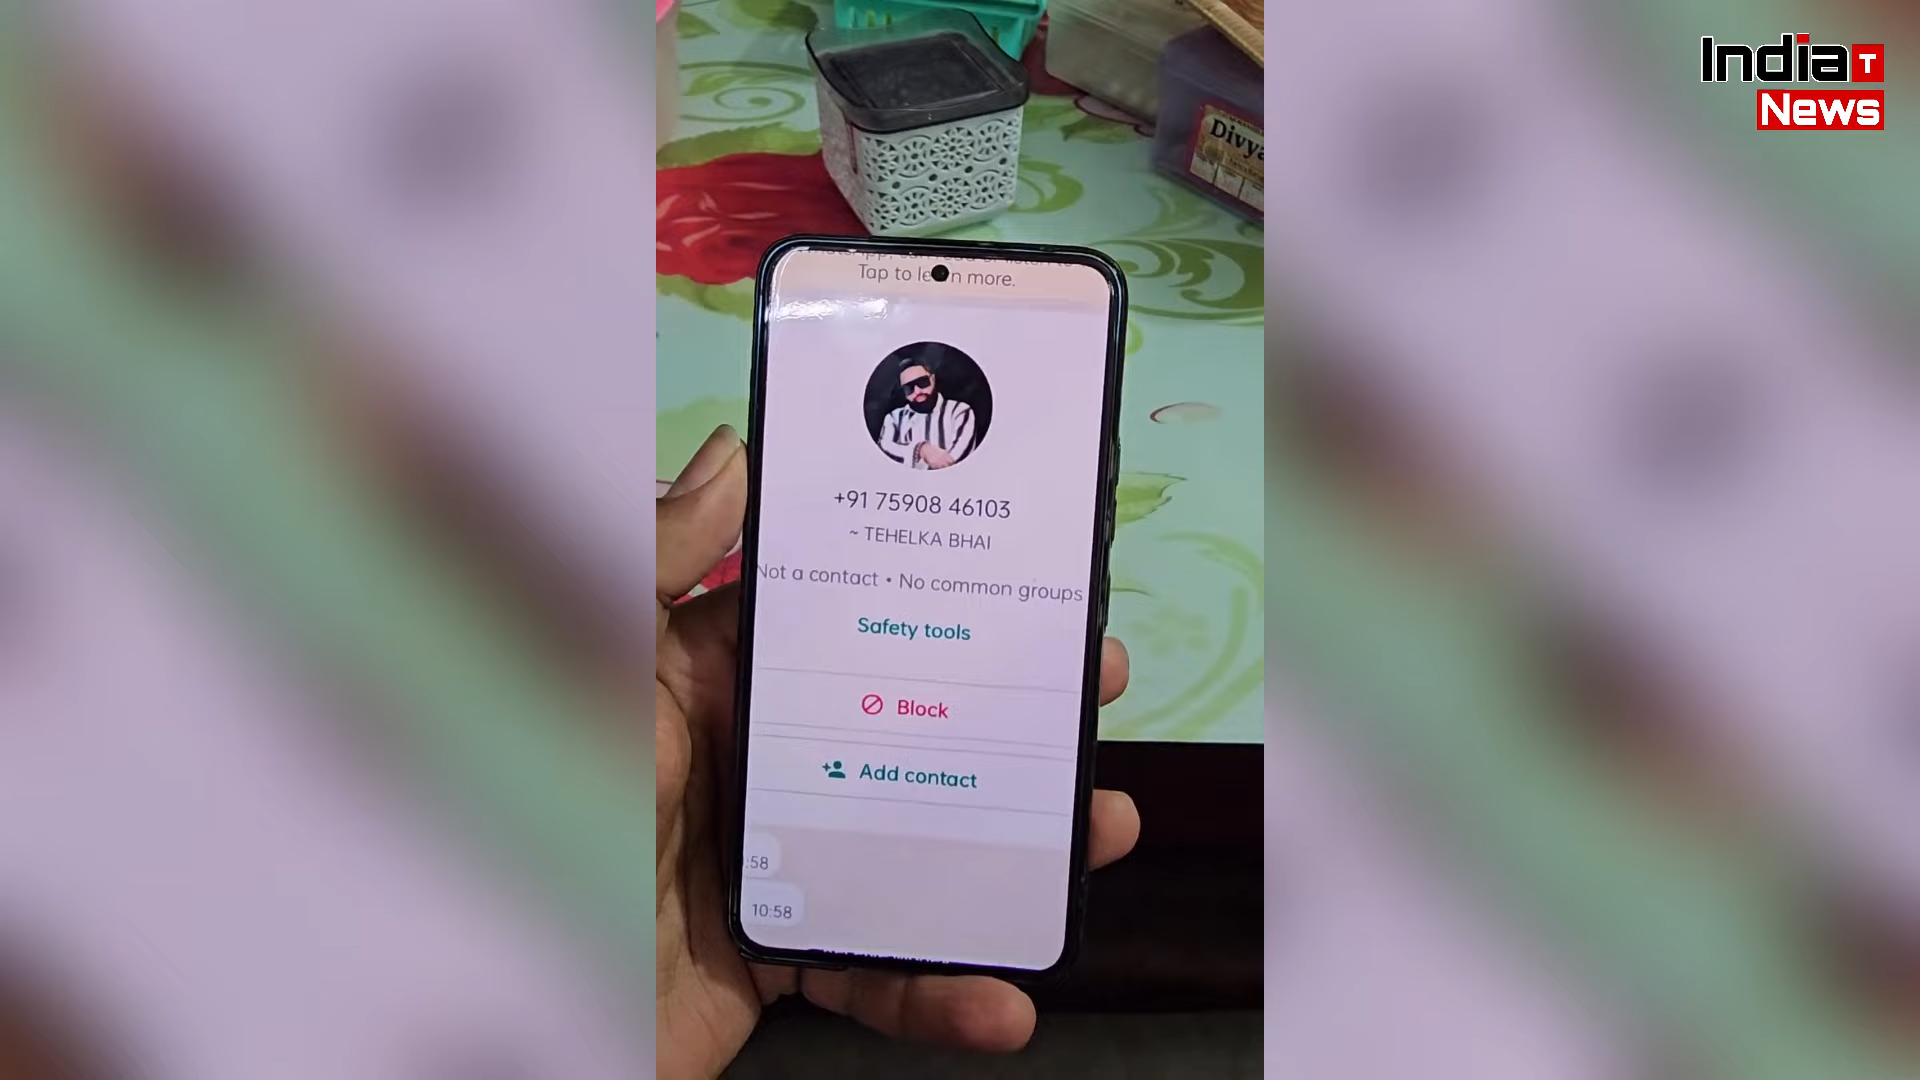 India T
News
Divya
Tap to learn more.
+91 75908 46103
~ TEHELKA BHAI
Not a contact • No common groups
Safety tools
Block
Add contact
:58
10:58